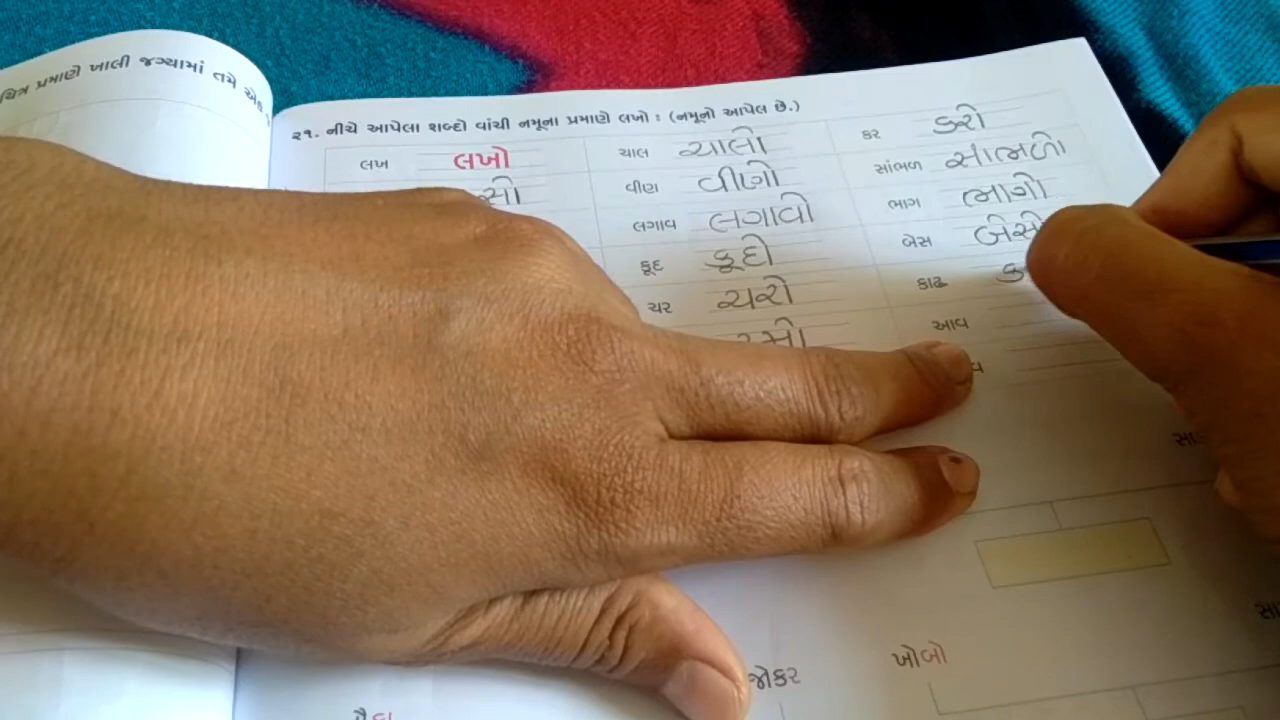 ચિત્ર પ્રમાણે ખાલી જગ્યામાં તમે
૨૧. નીચે આપેલા શબ્દો વાંચી નમૂના પ્રમાણે લખો : (નમૂનો આપેલ છે.)
લખ લખો ચાલ ચાલો કર કરો
વીણ વીણો સાંભળ સાંભળો
લગાવ લગાવો ભાગ ભાગો
કૂદ કૂદો બેસ બેસો
ચર ચરો કાઢ
આવ
ખોબો
જોકર